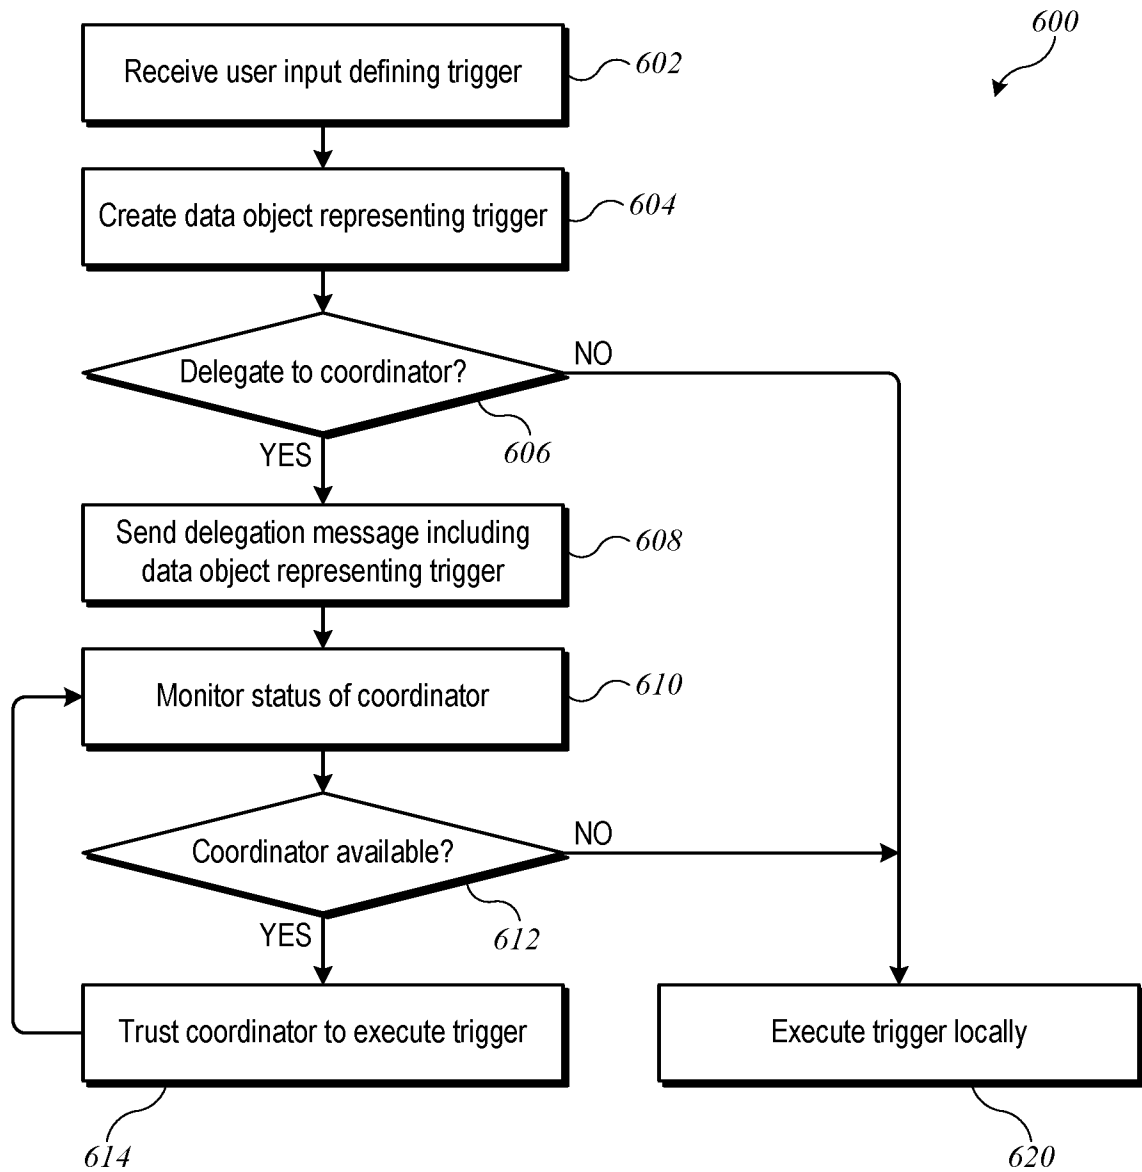 600
Receive user input defining trigger
602
Create data object representing trigger
604
Delegate to coordinator?
NO
606
YES
Send delegation message including
data object representing trigger
608
Monitor status of coordinator
610
Coordinator available?
NO
612
YES
Trust coordinator to execute trigger
614
Execute trigger locally
620